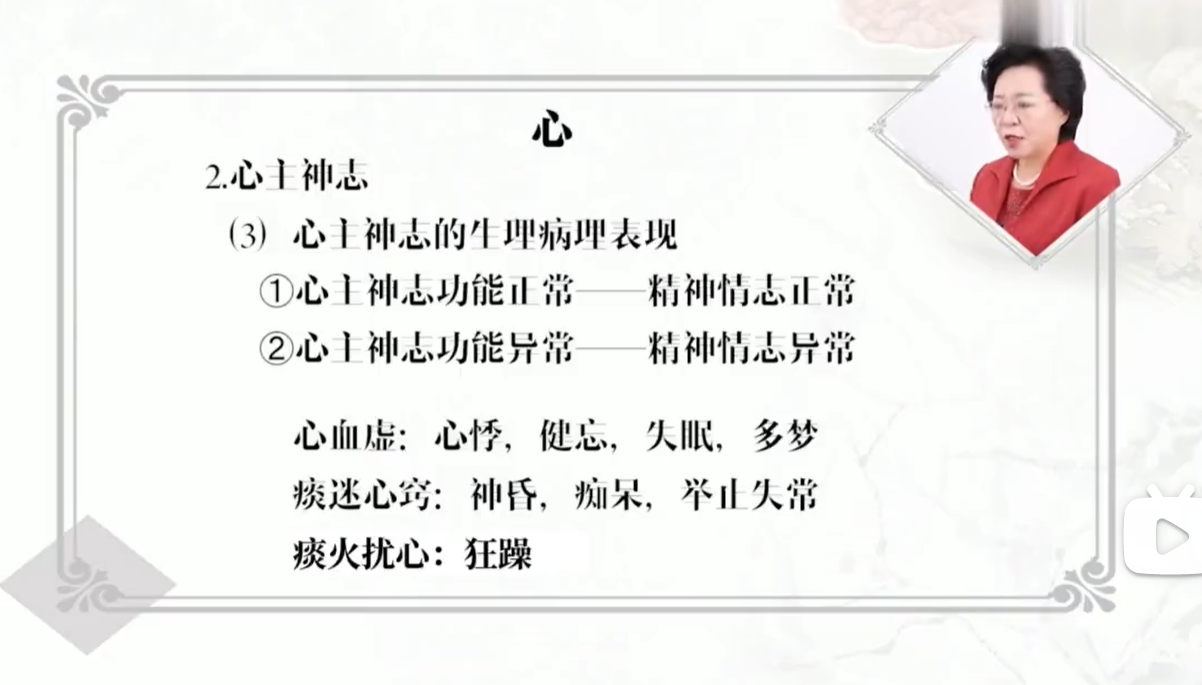 心
2.心主神志
(3) 心主神志的生理病理表现
①心主神志功能正常——精神情志正常
②心主神志功能异常——精神情志异常
心血虚：心悸，健忘，失眠，多梦
痰迷心窍：神昏，痴呆，举止失常
痰火扰心：狂躁